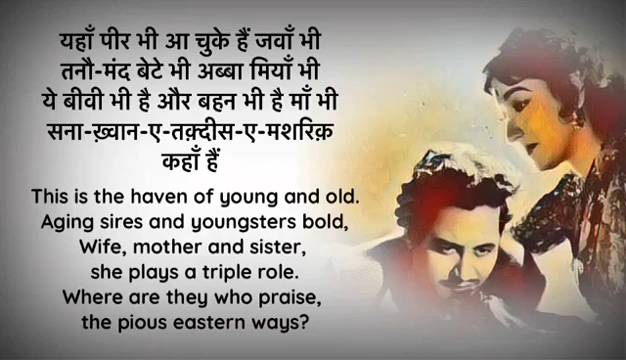 यहाँ पीर भी आ चुके हैं जवाँ भी
तनौ-मंद बेटे भी अब्बा मियाँ भी
ये बीवी भी है और बहन भी है माँ भी
सना-ख़्वान-ए-तक़्दीस-ए-मशरिक़
कहाँ हैं
This is the haven of young and old.
Aging sires and youngsters bold,
Wife, mother and sister,
she plays a triple role.
Where are they who praise,
the pious eastern ways?